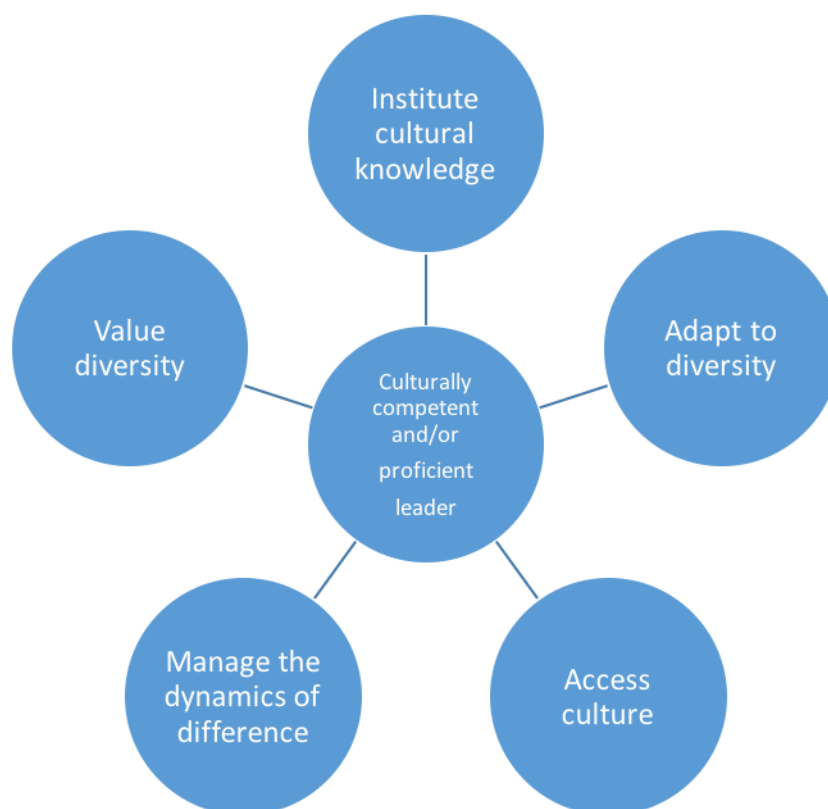 Institute
cultural
knowledge
Value
diversity
Adapt to
diversity
Culturally
competent
and/or
proficient
leader
Manage the
dynamics of
difference
Access
culture